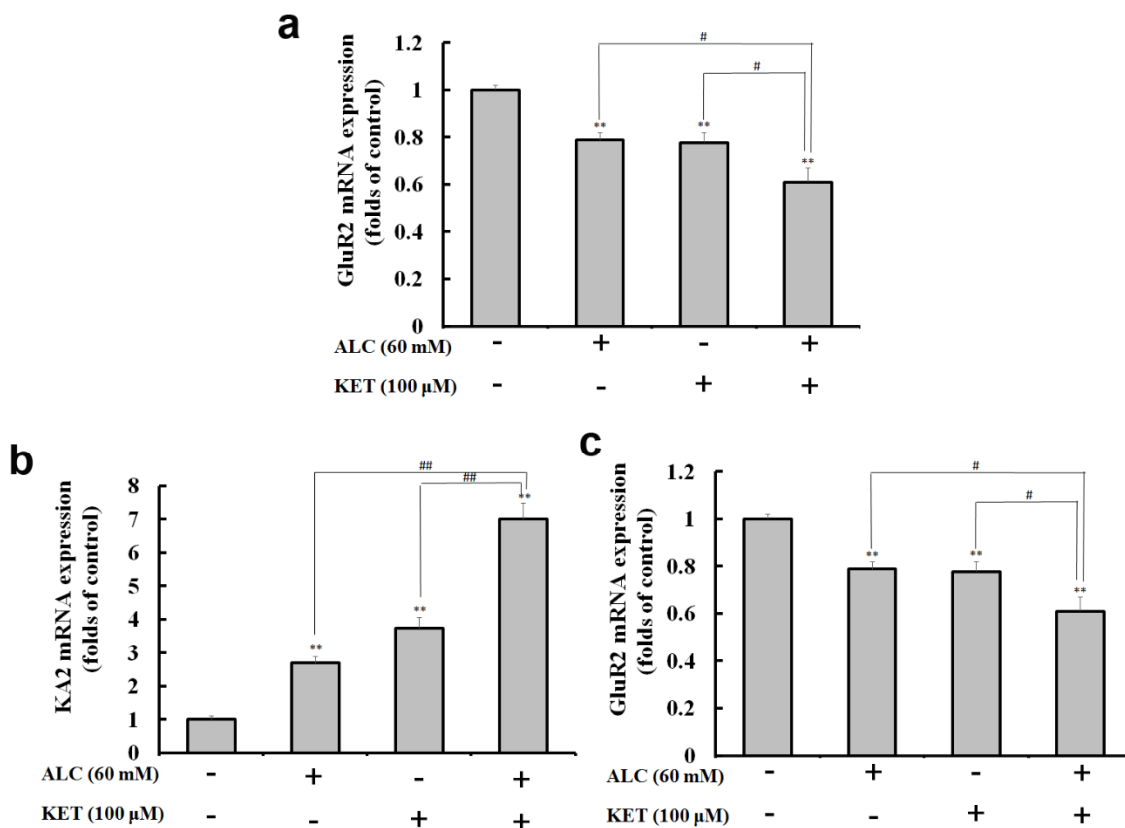 a
GluR2 mRNA expression
(folds of control)
1.2
1
0.8
0.6
0.4
0.2
0
#
#
**
**
**
ALC (60 mM)
- + - +
KET (100 μM)
- - + +
b
KA2 mRNA expression
(folds of control)
8
7
6
5
4
3
2
1
0
##
##
**
**
**
ALC (60 mM)
- + - +
KET (100 μM)
- - + +
c
GluR2 mRNA expression
(folds of control)
1.2
1
0.8
0.6
0.4
0.2
0
#
#
**
**
**
ALC (60 mM)
- + - +
KET (100 μM)
- - + +